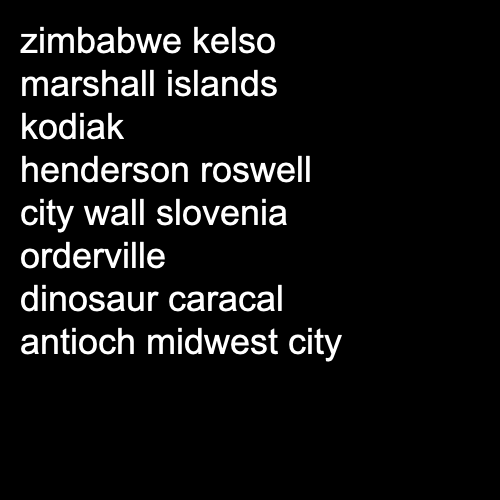 zimbabwe kelso
marshall islands
kodiak
henderson roswell
city wall slovenia
orderville
dinosaur caracal
antioch midwest city